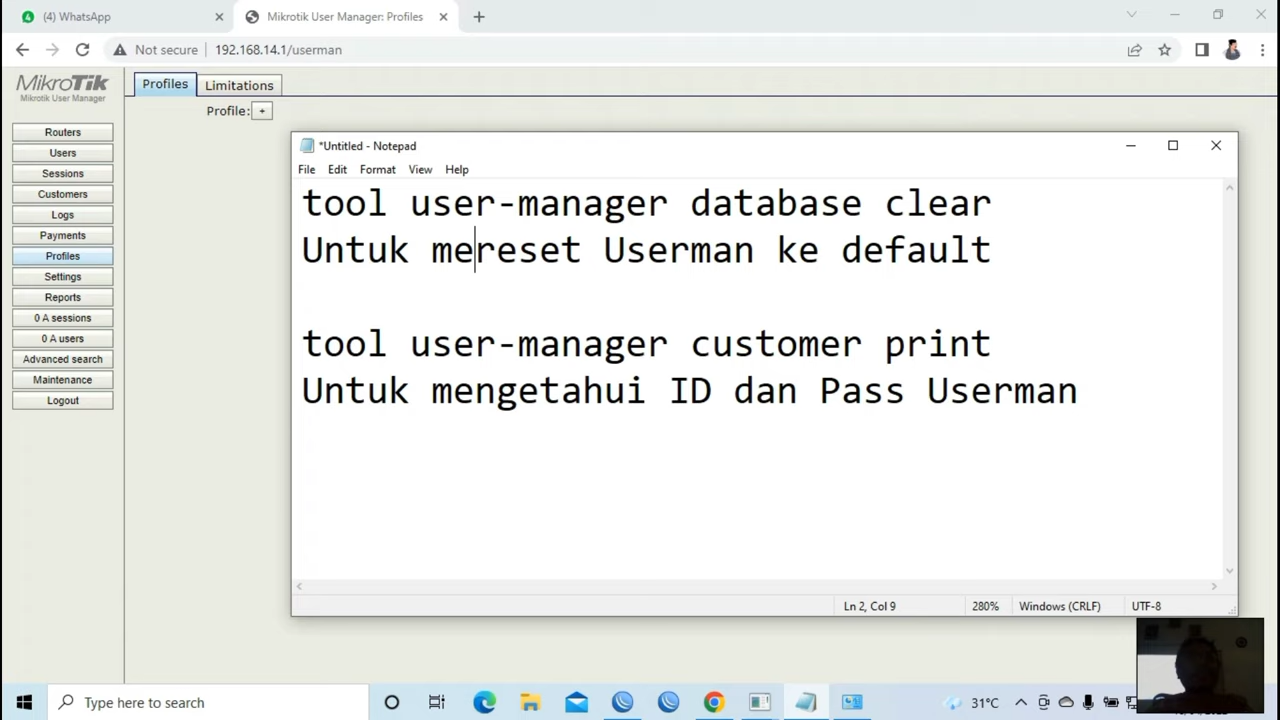 (4) WhatsApp
Mikrotik User Manager: Profiles
Not secure
192.168.14.1/userman
MikroTik
Mikrotik User Manager
Profiles
Limitations
Profile: +
Routers
Users
Sessions
Customers
Logs
Payments
Profiles
Settings
Reports
0 A sessions
0 A users
Advanced search
Maintenance
Logout
*Untitled - Notepad
File Edit Format View Help
tool user-manager database clear
Untuk mereset Userman ke default
tool user-manager customer print
Untuk mengetahui ID dan Pass Userman
Ln 2, Col 9
280%
Windows (CRLF)
UTF-8
Type here to search
31°C